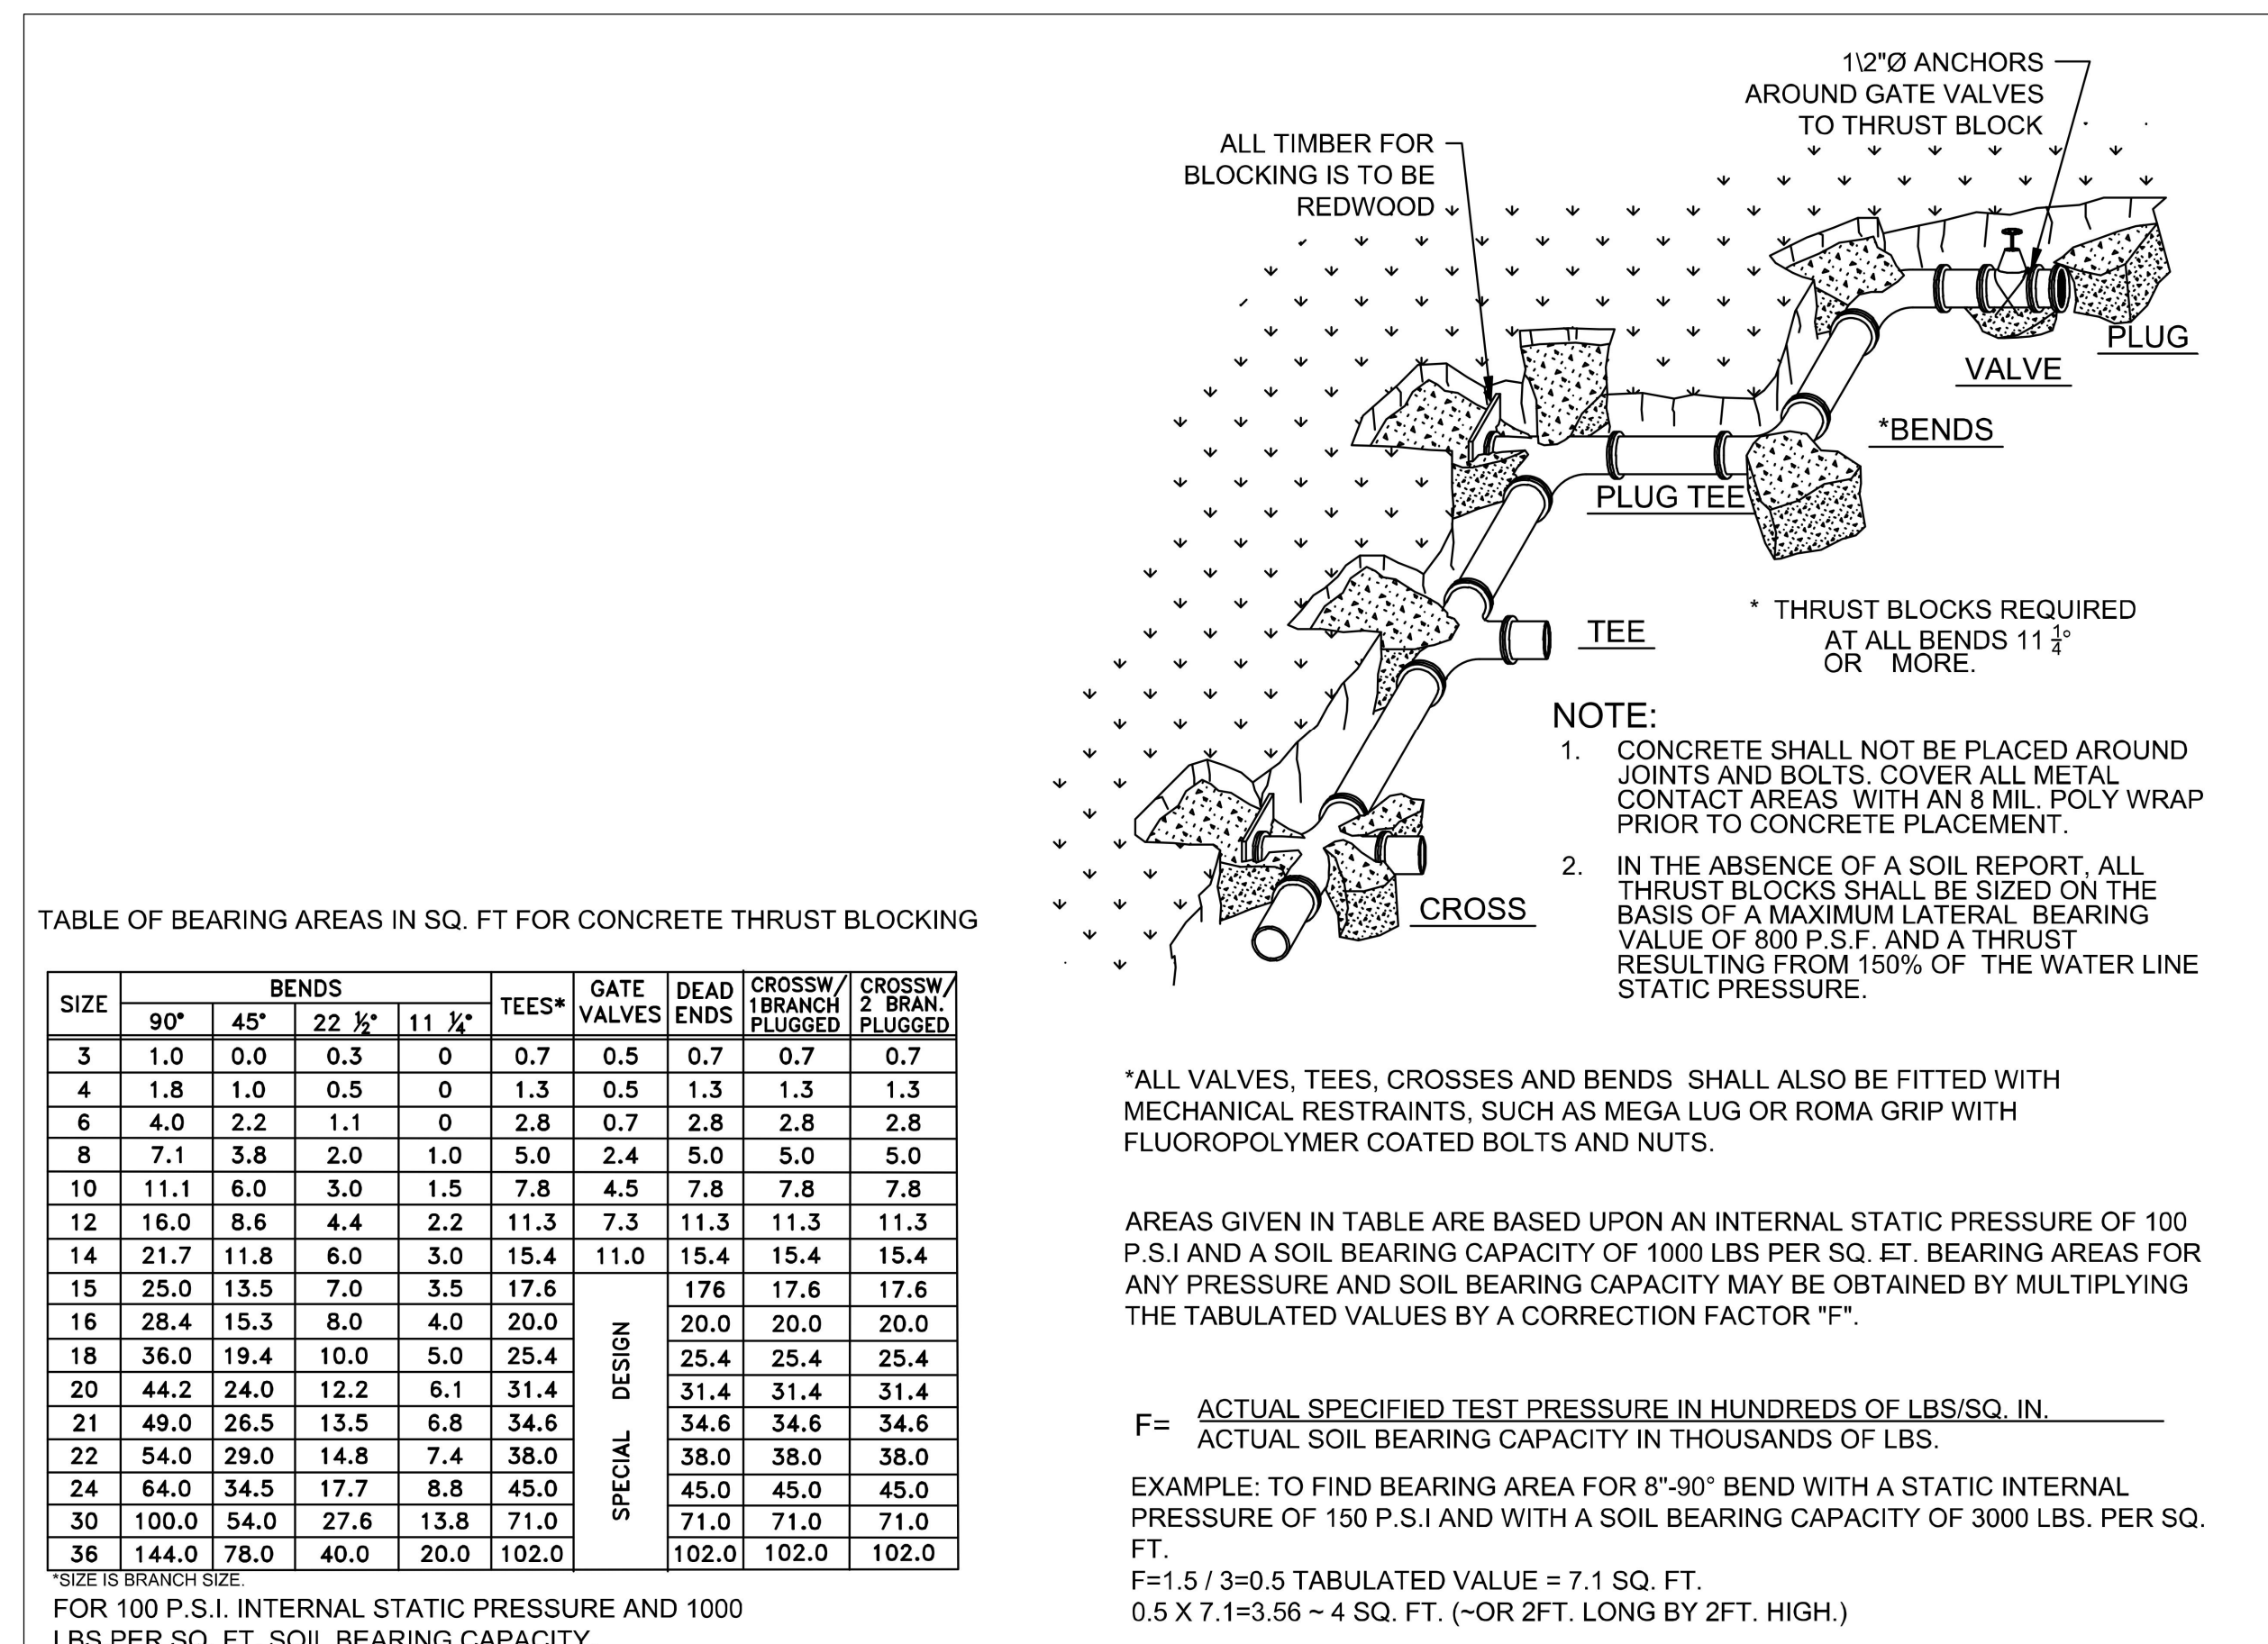 1\2"Ø ANCHORS
AROUND GATE VALVES
TO THRUST BLOCK
ALL TIMBER FOR
BLOCKING IS TO BE
REDWOOD
PLUG
VALVE
*BENDS
PLUG TEE
TEE
* THRUST BLOCKS REQUIRED
AT ALL BENDS 11 1/4°
OR MORE.
CROSS
NOTE:
1. CONCRETE SHALL NOT BE PLACED AROUND
JOINTS AND BOLTS. COVER ALL METAL
CONTACT AREAS WITH AN 8 MIL. POLY WRAP
PRIOR TO CONCRETE PLACEMENT.
2. IN THE ABSENCE OF A SOIL REPORT, ALL
THRUST BLOCKS SHALL BE SIZED ON THE
BASIS OF A MAXIMUM LATERAL BEARING
VALUE OF 800 P.S.F. AND A THRUST
RESULTING FROM 150% OF THE WATER LINE
STATIC PRESSURE.
TABLE OF BEARING AREAS IN SQ. FT FOR CONCRETE THRUST BLOCKING
SIZE BENDS TEES* GATE VALVES DEAD ENDS CROSSW/ 1BRANCH PLUGGED CROSSW/ 2 BRAN. PLUGGED
90° 45° 22 ½° 11 ¼°
3 1.0 0.0 0.3 0 0.7 0.5 0.7 0.7 0.7
4 1.8 1.0 0.5 0 1.3 0.5 1.3 1.3 1.3
6 4.0 2.2 1.1 0 2.8 0.7 2.8 2.8 2.8
8 7.1 3.8 2.0 1.0 5.0 2.4 5.0 5.0 5.0
10 11.1 6.0 3.0 1.5 7.8 4.5 7.8 7.8 7.8
12 16.0 8.6 4.4 2.2 11.3 7.3 11.3 11.3 11.3
14 21.7 11.8 6.0 3.0 15.4 11.0 15.4 15.4 15.4
15 25.0 13.5 7.0 3.5 17.6 SPECIAL DESIGN 176 17.6 17.6
16 28.4 15.3 8.0 4.0 20.0 20.0 20.0 20.0
18 36.0 19.4 10.0 5.0 25.4 25.4 25.4 25.4
20 44.2 24.0 12.2 6.1 31.4 31.4 31.4 31.4
21 49.0 26.5 13.5 6.8 34.6 34.6 34.6 34.6
22 54.0 29.0 14.8 7.4 38.0 38.0 38.0 38.0
24 64.0 34.5 17.7 8.8 45.0 45.0 45.0 45.0
30 100.0 54.0 27.6 13.8 71.0 71.0 71.0 71.0
36 144.0 78.0 40.0 20.0 102.0 102.0 102.0 102.0
*SIZE IS BRANCH SIZE.
FOR 100 P.S.I. INTERNAL STATIC PRESSURE AND 1000
LBS PER SQ. FT. SOIL BEARING CAPACITY
*ALL VALVES, TEES, CROSSES AND BENDS SHALL ALSO BE FITTED WITH
MECHANICAL RESTRAINTS, SUCH AS MEGA LUG OR ROMA GRIP WITH
FLUOROPOLYMER COATED BOLTS AND NUTS.
AREAS GIVEN IN TABLE ARE BASED UPON AN INTERNAL STATIC PRESSURE OF 100
P.S.I AND A SOIL BEARING CAPACITY OF 1000 LBS PER SQ. FT. BEARING AREAS FOR
ANY PRESSURE AND SOIL BEARING CAPACITY MAY BE OBTAINED BY MULTIPLYING
THE TABULATED VALUES BY A CORRECTION FACTOR "F".
F= ACTUAL SPECIFIED TEST PRESSURE IN HUNDREDS OF LBS/SQ. IN.
ACTUAL SOIL BEARING CAPACITY IN THOUSANDS OF LBS.
EXAMPLE: TO FIND BEARING AREA FOR 8"-90° BEND WITH A STATIC INTERNAL
PRESSURE OF 150 P.S.I AND WITH A SOIL BEARING CAPACITY OF 3000 LBS. PER SQ.
FT.
F=1.5 / 3=0.5 TABULATED VALUE = 7.1 SQ. FT.
0.5 X 7.1=3.56 ~ 4 SQ. FT. (~OR 2FT. LONG BY 2FT. HIGH.)